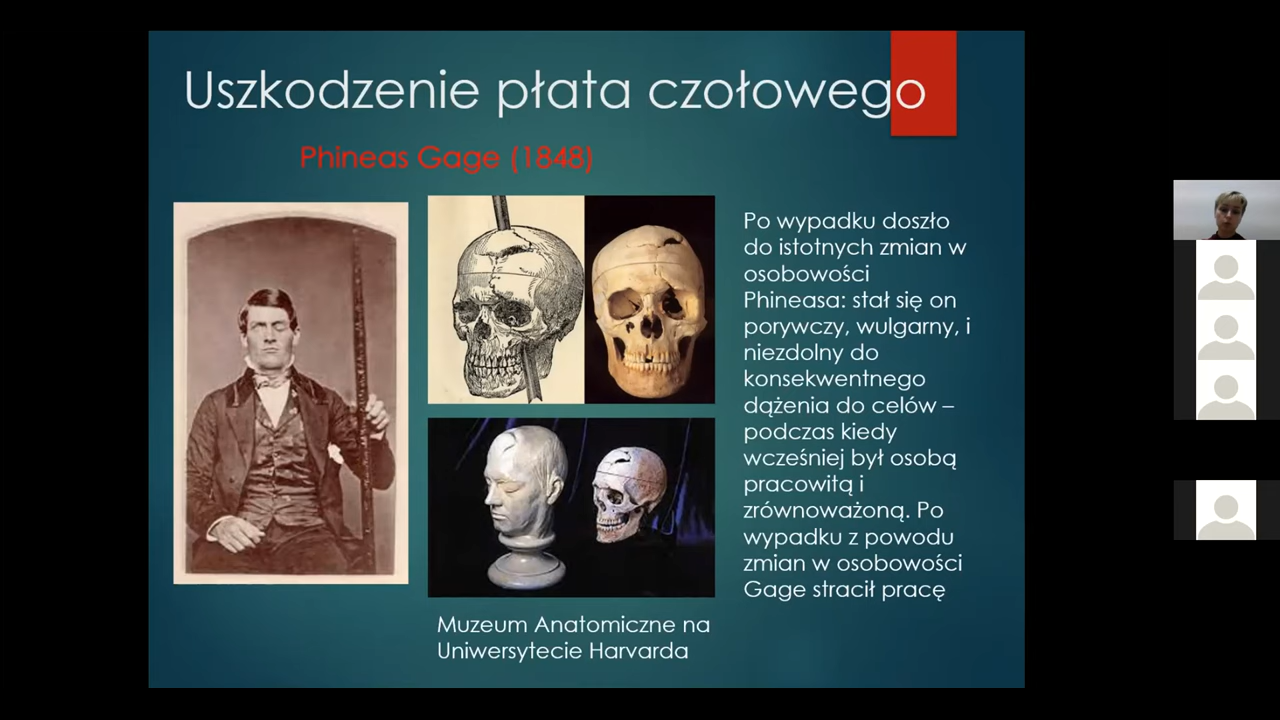 Uszkodzenie płata czołowego
Phineas Gage (1848)
Po wypadku doszło
do istotnych zmian w
osobowości
Phineasa: stał się on
porywczy, wulgarny, i
niezdolny do
konsekwentnego
dążenia do celów –
podczas kiedy
wcześniej był osobą
pracowitą i
zrównoważoną. Po
wypadku z powodu
zmian w osobowości
Gage stracił pracę
Muzeum Anatomiczne na
Uniwersytecie Harvarda